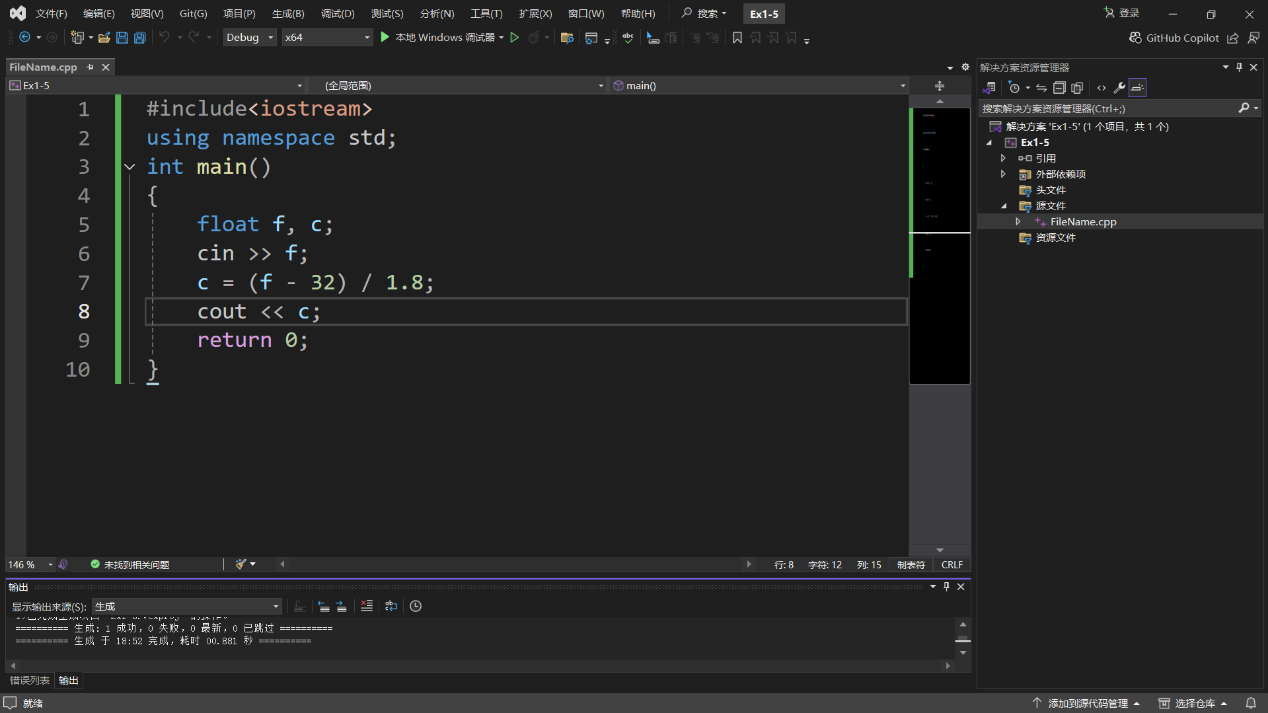 文件(F) 编辑(E) 视图(V) Git(G) 项目(P) 生成(B) 调试(D) 测试(S) 分析(N) 工具(T) 扩展(X) 窗口(W) 帮助(H) 搜索 Ex1-5 登录
Debug x64 本地 Windows 调试器 GitHub Copilot
FileName.cpp
Ex1-5 (全局范围) main()
1 #include<iostream>
2 using namespace std;
3 int main()
4 {
5 float f, c;
6 cin >> f;
7 c = (f - 32) / 1.8;
8 cout << c;
9 return 0;
10 }
146 % 未找到相关问题 行: 8 字符: 12 列: 15 制表符 CRLF
输出
显示输出来源(S): 生成
========== 生成: 1 成功，0 失败，0 最新，0 已跳过 ==========
========== 生成 于 18:52 完成，耗时 00.881 秒 ==========
错误列表 输出
解决方案资源管理器
搜索解决方案资源管理器(Ctrl+;)
解决方案 'Ex1-5' (1 个项目，共 1 个)
Ex1-5
引用
外部依赖项
头文件
源文件
FileName.cpp
资源文件
就绪 添加到源代码管理 选择仓库